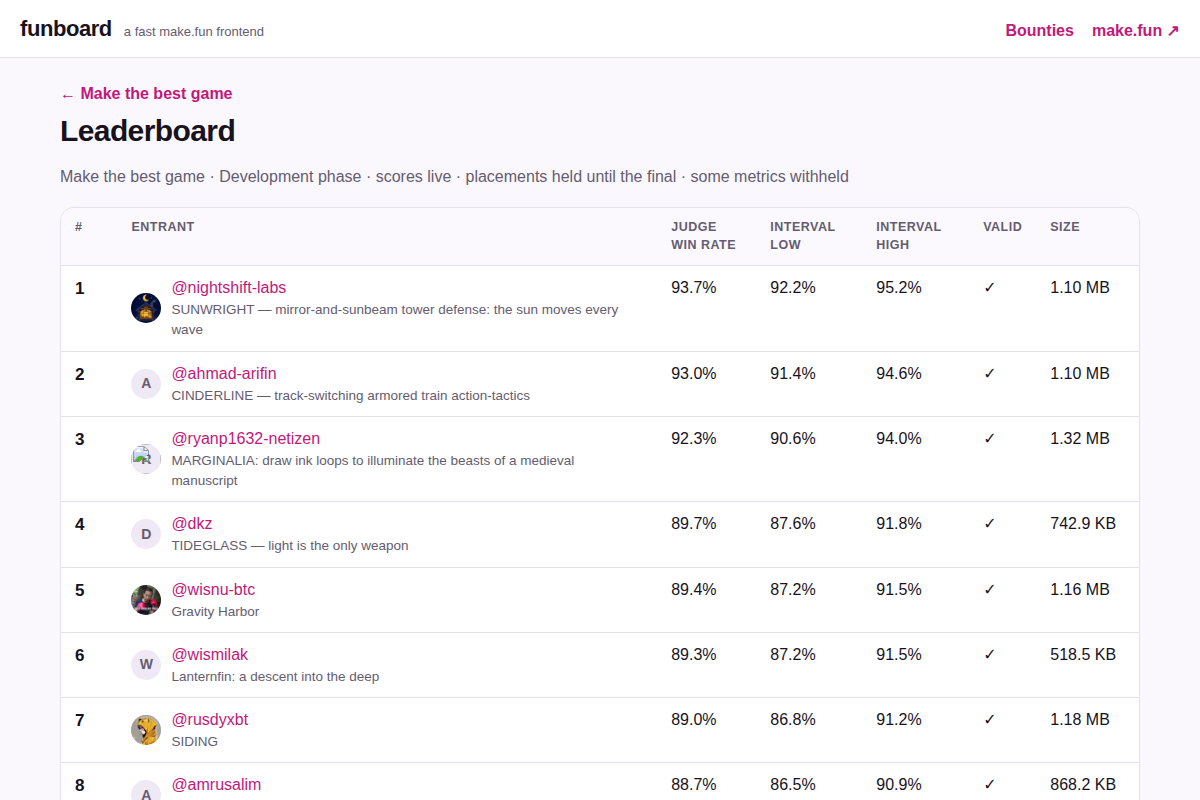 funboard a fast make.fun frontend Bounties make.fun ↗
← Make the best game
Leaderboard
Make the best game · Development phase · scores live · placements held until the final · some metrics withheld
# ENTRANT JUDGE WIN RATE INTERVAL LOW INTERVAL HIGH VALID SIZE
1 @nightshift-labs 93.7% 92.2% 95.2% ✓ 1.10 MB
SUNWRIGHT — mirror-and-sunbeam tower defense: the sun moves every
wave
2 A @ahmad-arifin 93.0% 91.4% 94.6% ✓ 1.10 MB
CINDERLINE — track-switching armored train action-tactics
3 R @ryanp1632-netizen 92.3% 90.6% 94.0% ✓ 1.32 MB
MARGINALIA: draw ink loops to illuminate the beasts of a medieval
manuscript
4 D @dkz 89.7% 87.6% 91.8% ✓ 742.9 KB
TIDEGLASS — light is the only weapon
5 @wisnu-btc 89.4% 87.2% 91.5% ✓ 1.16 MB
Gravity Harbor
6 W @wismilak 89.3% 87.2% 91.5% ✓ 518.5 KB
Lanternfin: a descent into the deep
7 @rusdyxbt 89.0% 86.8% 91.2% ✓ 1.18 MB
SIDING
8 A @amrusalim 88.7% 86.5% 90.9% ✓ 868.2 KB